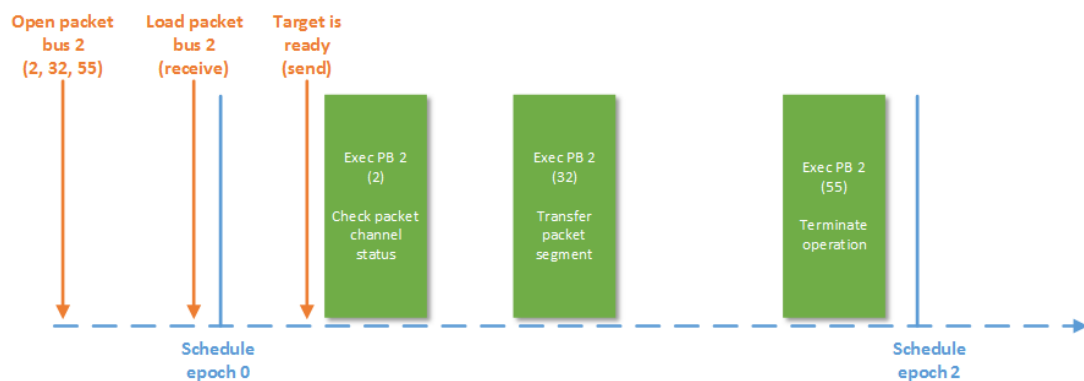 Open packet
bus 2
(2, 32, 55)
Load packet
bus 2
(receive)
Target is
ready
(send)
Exec PB 2
(2)
Check packet
channel
status
Exec PB 2
(32)
Transfer
packet
segment
Exec PB 2
(55)
Terminate
operation
Schedule
epoch 0
Schedule
epoch 2